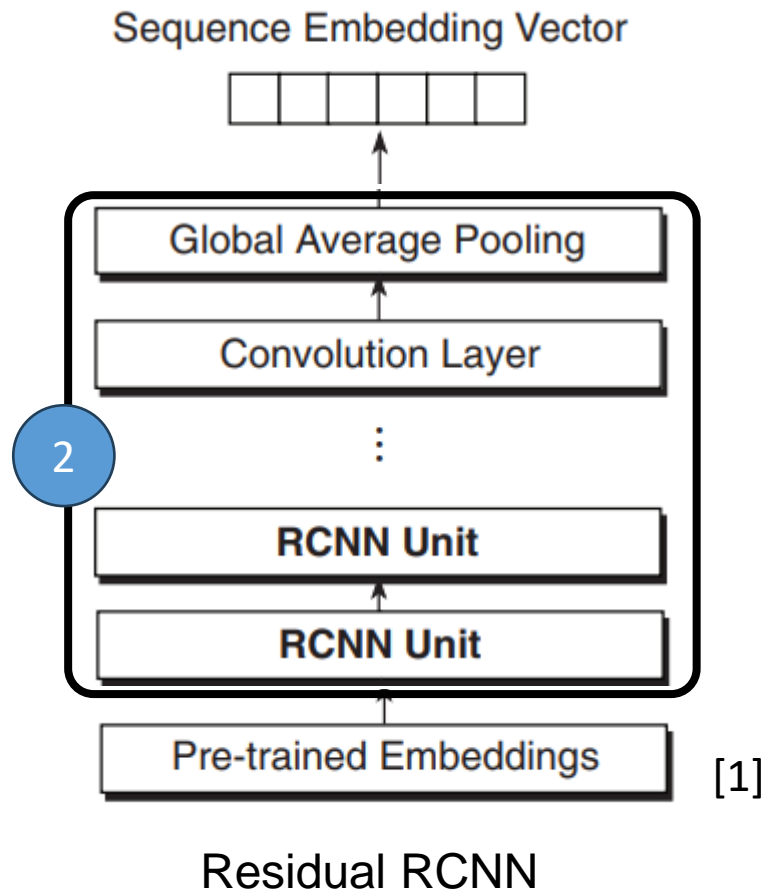 Sequence Embedding Vector
Global Average Pooling
Convolution Layer
2
⋮
RCNN Unit
RCNN Unit
Pre-trained Embeddings
[1]
Residual RCNN